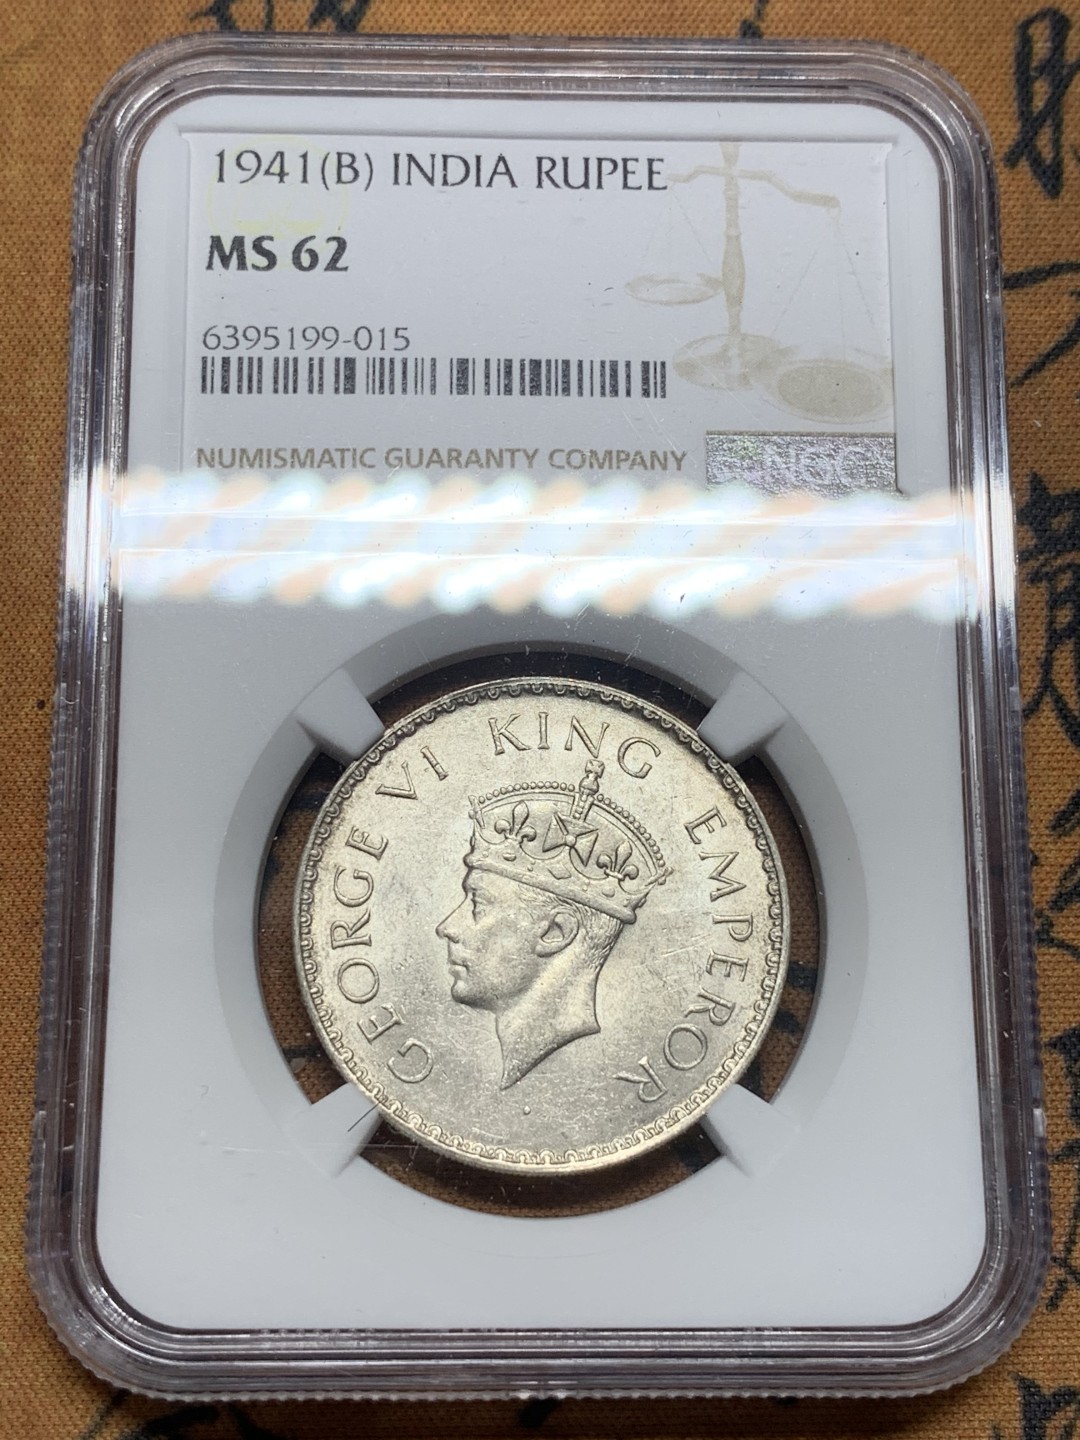 1941(B) INDIA RUPEE
MS 62
6395199-015
NUMISMATIC GUARANTY COMPANY
NGC
GEORGE VI KING EMPEROR